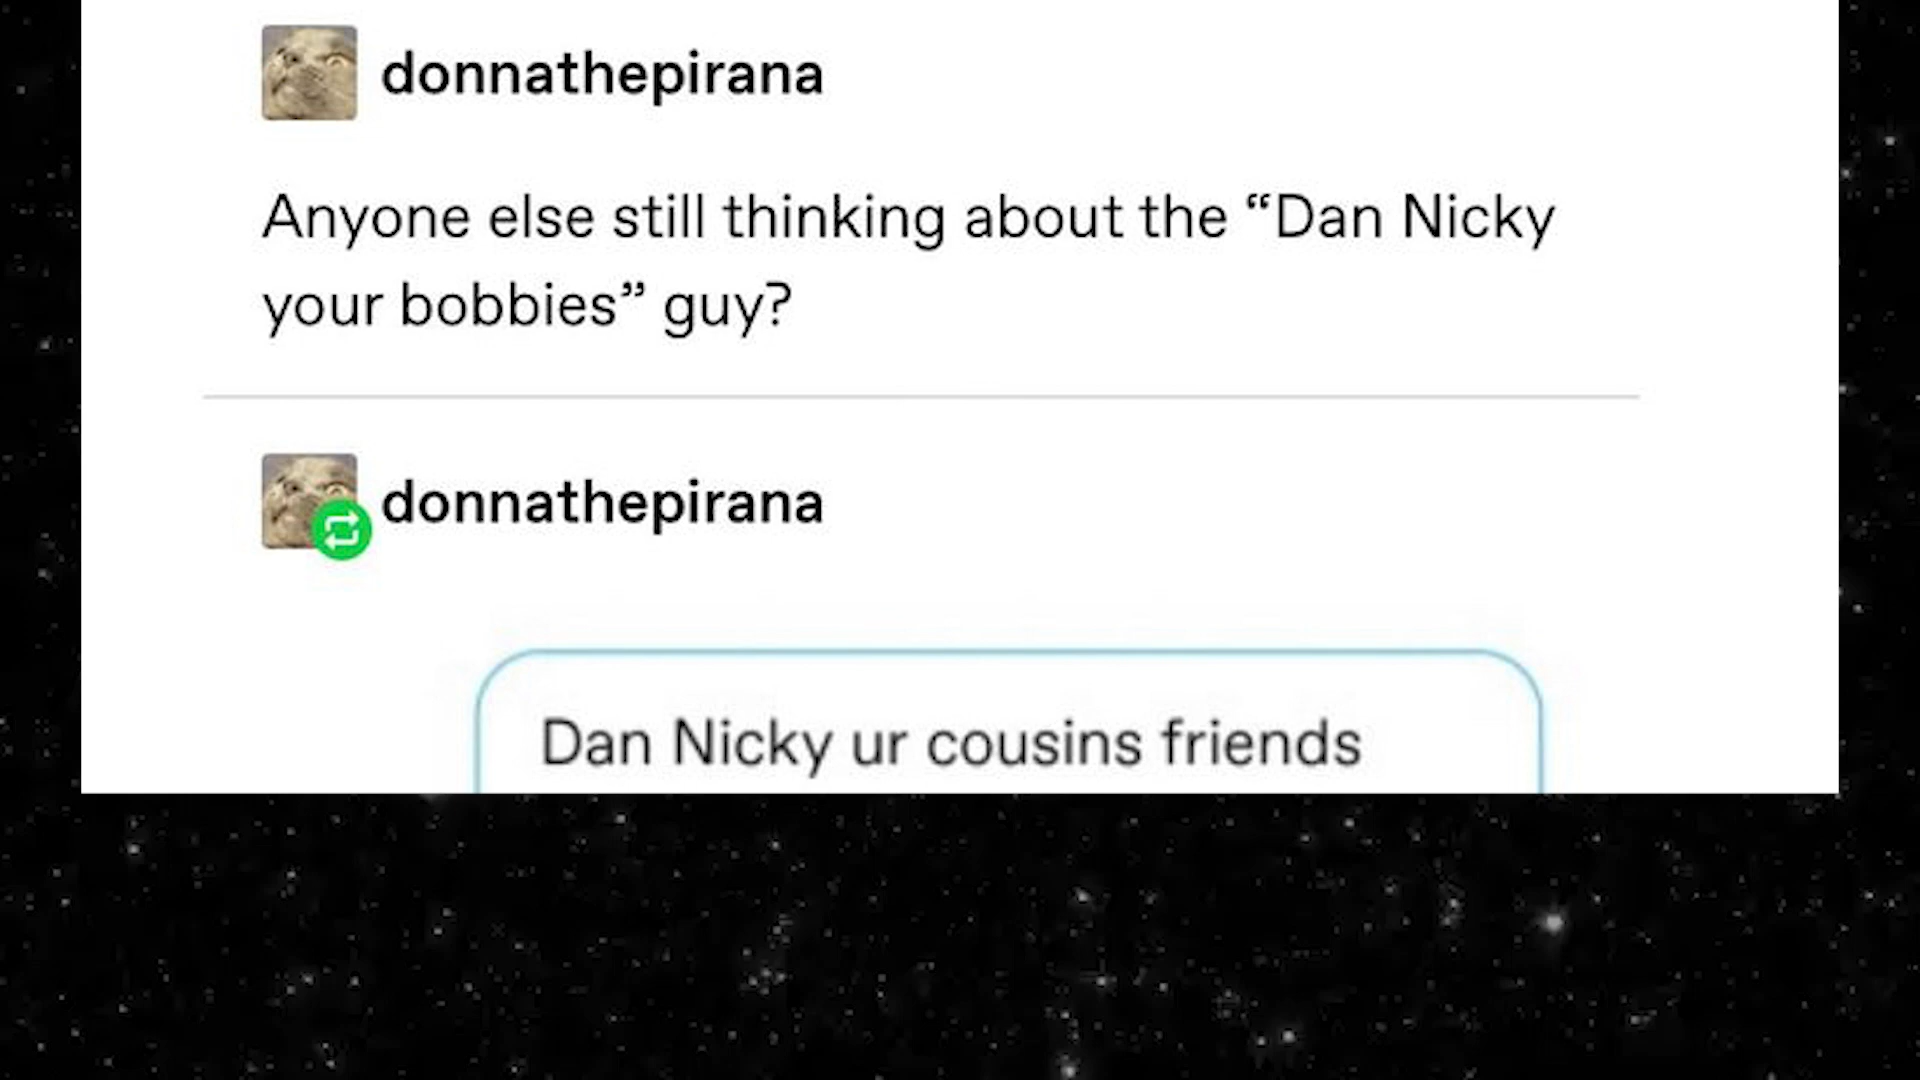 donnathepirana
Anyone else still thinking about the “Dan Nicky
your bobbies” guy?
donnathepirana
Dan Nicky ur cousins friends